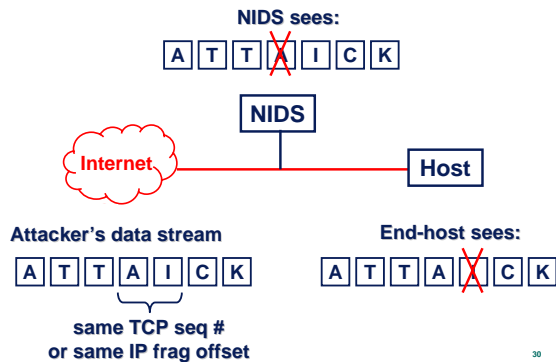 NIDS sees:
A T T A I C K
NIDS
Internet
Host
Attacker's data stream
A T T A I C K
same TCP seq #
or same IP frag offset
End-host sees:
A T T A I C K
30